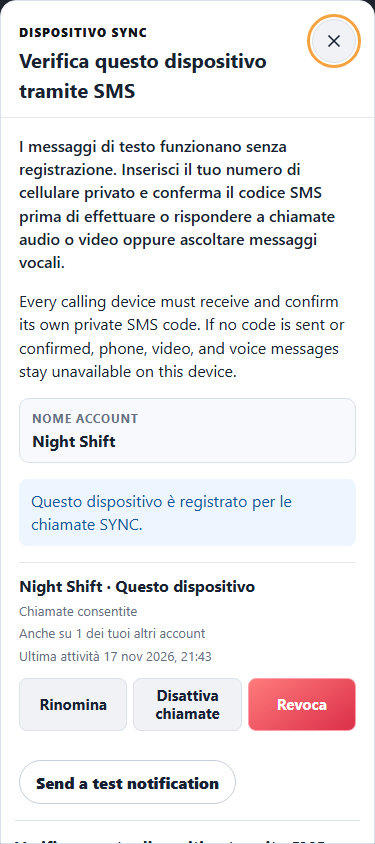 DISPOSITIVO SYNC
Verifica questo dispositivo
tramite SMS
I messaggi di testo funzionano senza
registrazione. Inserisci il tuo numero di
cellulare privato e conferma il codice SMS
prima di effettuare o rispondere a chiamate
audio o video oppure ascoltare messaggi
vocali.
Every calling device must receive and confirm
its own private SMS code. If no code is sent or
confirmed, phone, video, and voice messages
stay unavailable on this device.
NOME ACCOUNT
Night Shift
Questo dispositivo è registrato per le
chiamate SYNC.
Night Shift · Questo dispositivo
Chiamate consentite
Anche su 1 dei tuoi altri account
Ultima attività 17 nov 2026, 21:43
Rinomina
Disattiva
chiamate
Revoca
Send a test notification